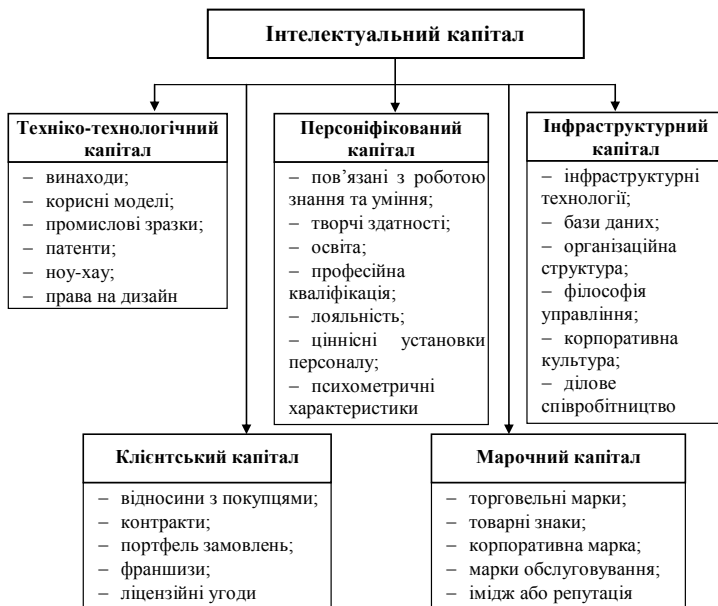 Інтелектуальний капітал
Техніко-технологічний
капітал
– винаходи;
– корисні моделі;
– промислові зразки;
– патенти;
– ноу-хау;
– права на дизайн
Персоніфікований
капітал
– пов’язані з роботою
знання та уміння;
– творчі здатності;
– освіта;
– професійна
кваліфікація;
– лояльність;
– ціннісні установки
персоналу;
– психометричні
характеристики
Інфраструктурний
капітал
– інфраструктурні
технології;
– бази даних;
– організаційна
структура;
– філософія
управління;
– корпоративна
культура;
– ділове
співробітництво
Клієнтський капітал
– відносини з покупцями;
– контракти;
– портфель замовлень;
– франшизи;
– ліцензійні угоди
Марочний капітал
– торговельні марки;
– товарні знаки;
– корпоративна марка;
– марки обслуговування;
– імідж або репутація